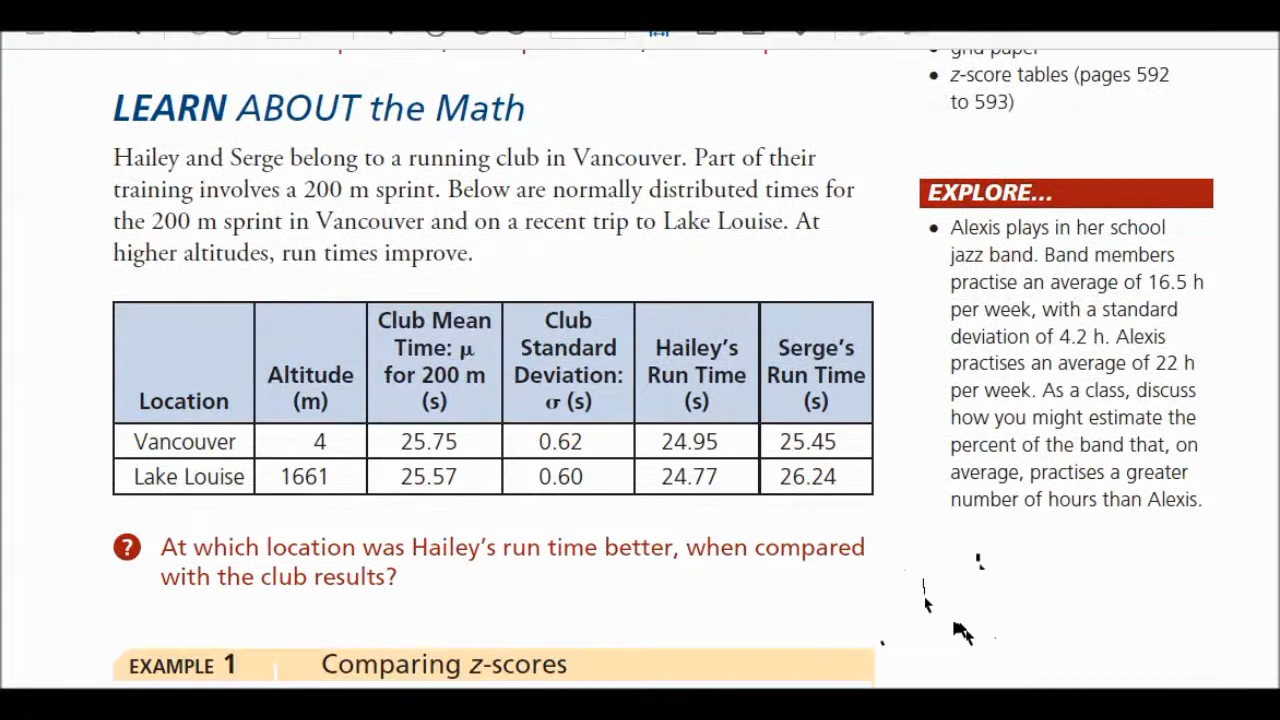 LEARN ABOUT the Math
Hailey and Serge belong to a running club in Vancouver. Part of their
training involves a 200 m sprint. Below are normally distributed times for
the 200 m sprint in Vancouver and on a recent trip to Lake Louise. At
higher altitudes, run times improve.
Location | Altitude (m) | Club Mean Time: μ for 200 m (s) | Club Standard Deviation: σ (s) | Hailey's Run Time (s) | Serge's Run Time (s)
Vancouver 4 25.75 0.62 24.95 25.45
Lake Louise 1661 25.57 0.60 24.77 26.24
? At which location was Hailey's run time better, when compared
with the club results?
EXAMPLE 1 Comparing z-scores
• grid paper
• z-score tables (pages 592
to 593)
EXPLORE...
• Alexis plays in her school
jazz band. Band members
practise an average of 16.5 h
per week, with a standard
deviation of 4.2 h. Alexis
practises an average of 22 h
per week. As a class, discuss
how you might estimate the
percent of the band that, on
average, practises a greater
number of hours than Alexis.